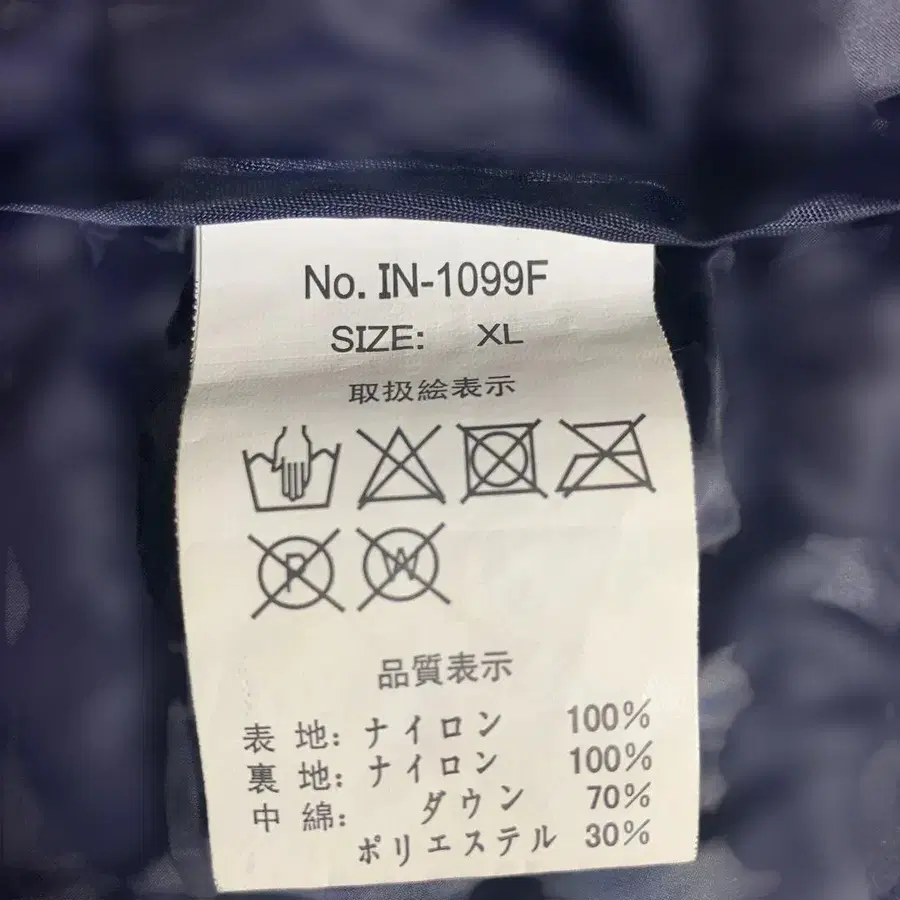 No. IN-1099F
SIZE: XL
取扱絵表示
P W
品質表示
表 地: ナイロン 100%
裏 地: ナイロン 100%
中 綿: ダウン 70%
ポリエステル 30%